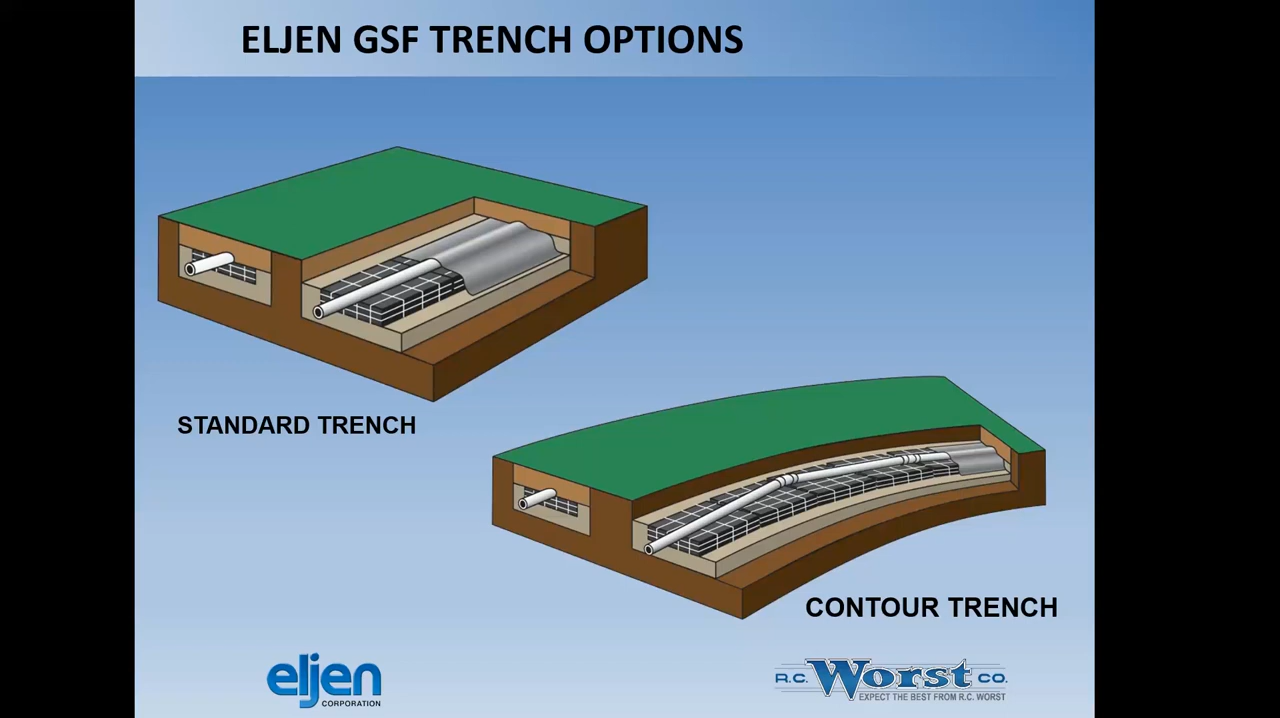 ELJEN GSF TRENCH OPTIONS
STANDARD TRENCH
CONTOUR TRENCH
eljen
CORPORATION
R.C. Worst CO.
EXPECT THE BEST FROM R.C. WORST